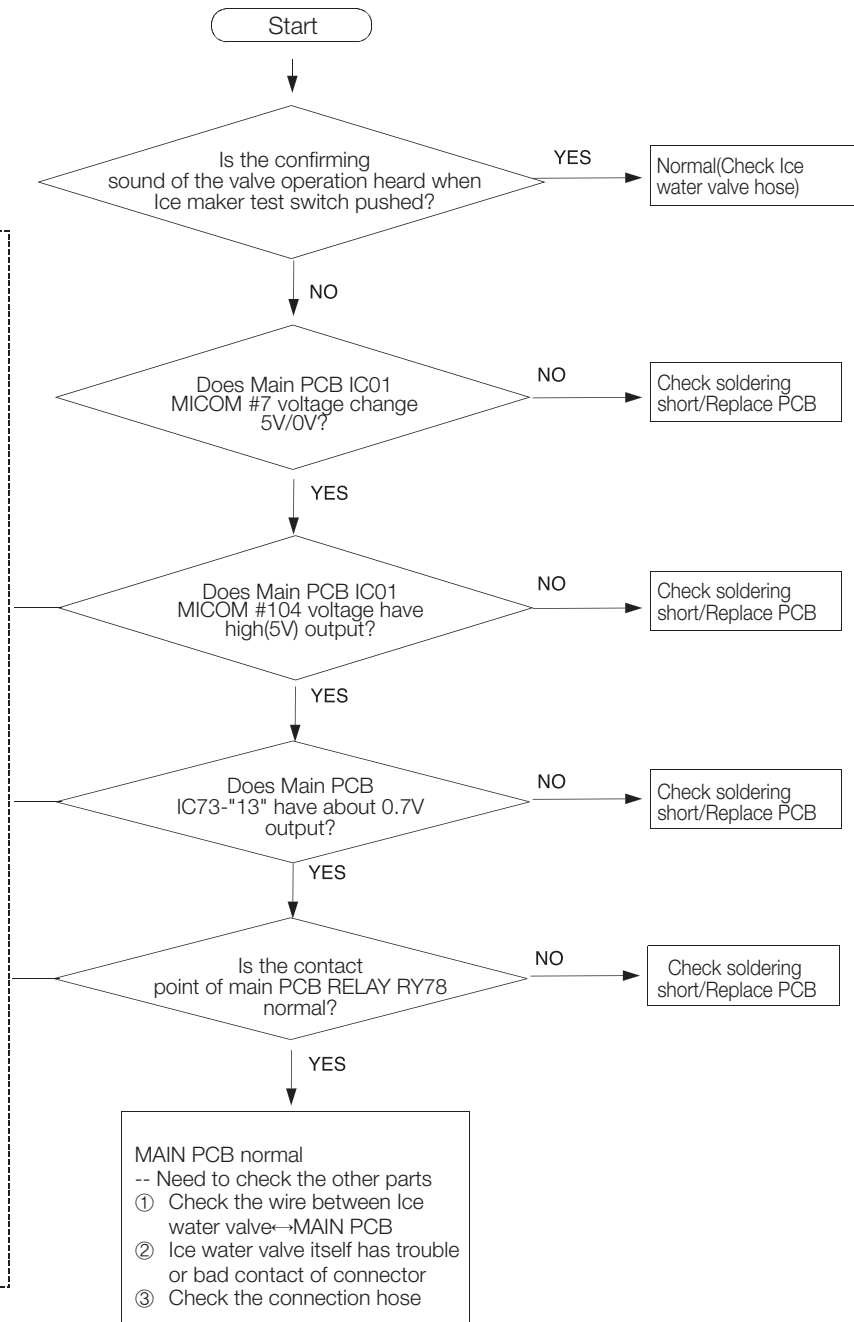 Start
Is the confirming
sound of the valve operation heard when
Ice maker test switch pushed?
YES
Normal(Check Ice
water valve hose)
NO
Does Main PCB IC01
MICOM #7 voltage change
5V/0V?
NO
Check soldering
short/Replace PCB
YES
Does Main PCB IC01
MICOM #104 voltage have
high(5V) output?
NO
Check soldering
short/Replace PCB
YES
Does Main PCB
IC73-"13" have about 0.7V
output?
NO
Check soldering
short/Replace PCB
YES
Is the contact
point of main PCB RELAY RY78
normal?
NO
Check soldering
short/Replace PCB
YES
MAIN PCB normal
-- Need to check the other parts
① Check the wire between Ice
water valve↔MAIN PCB
② Ice water valve itself has trouble
or bad contact of connector
③ Check the connection hose